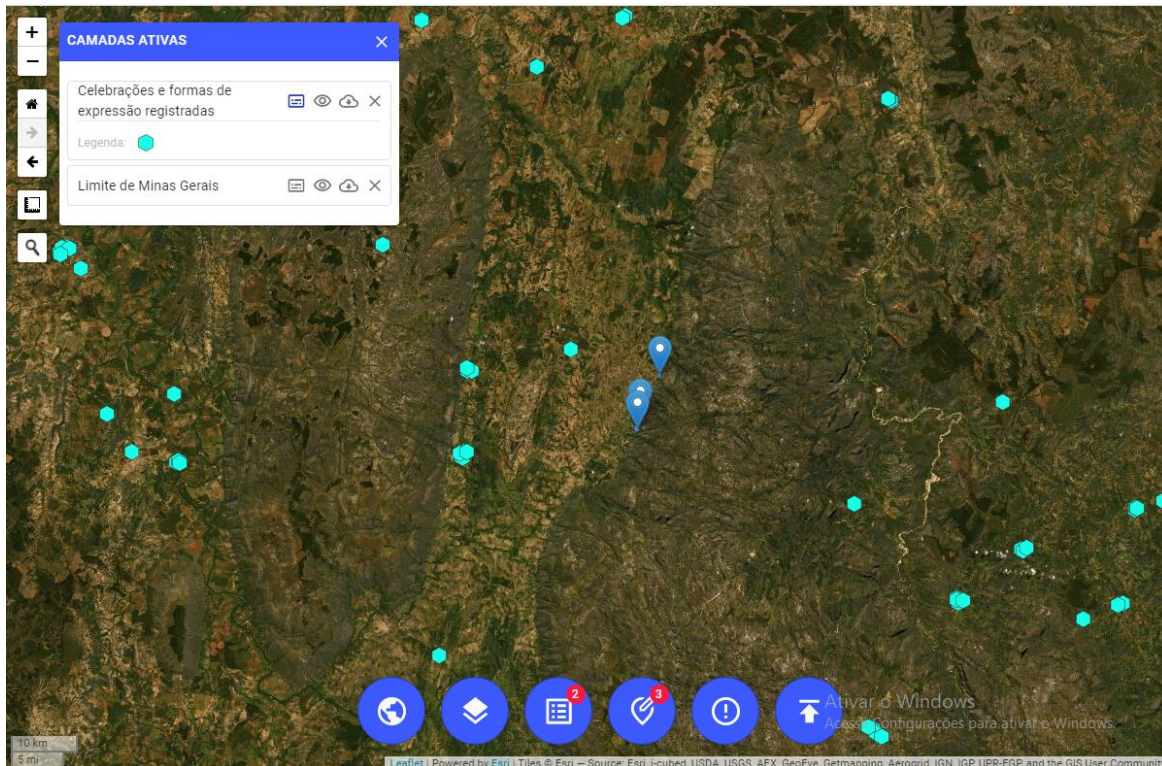 +
−
CAMADAS ATIVAS
Celebrações e formas de
expressão registradas
Legenda:
Limite de Minas Gerais
2
3
Ativar o Windows
Acesse Configurações para ativar o Windows.
10 km
5 mi
Leaflet | Powered by Esri | Tiles © Esri — Source: Esri, i-cubed, USDA, USGS, AEX, GeoEye, Getmapping, Aerogrid, IGN, IGP, UPR-EGP, and the GIS User Community